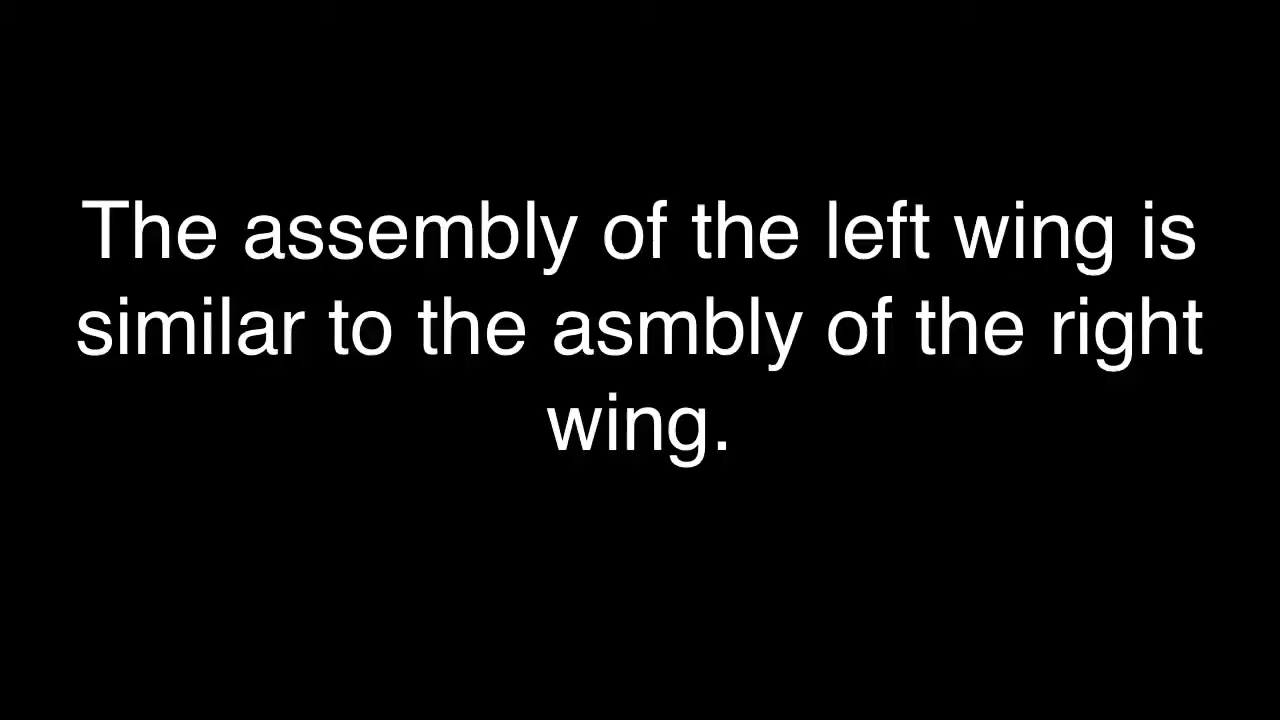 The assembly of the left wing is
similar to the asmbly of the right
wing.